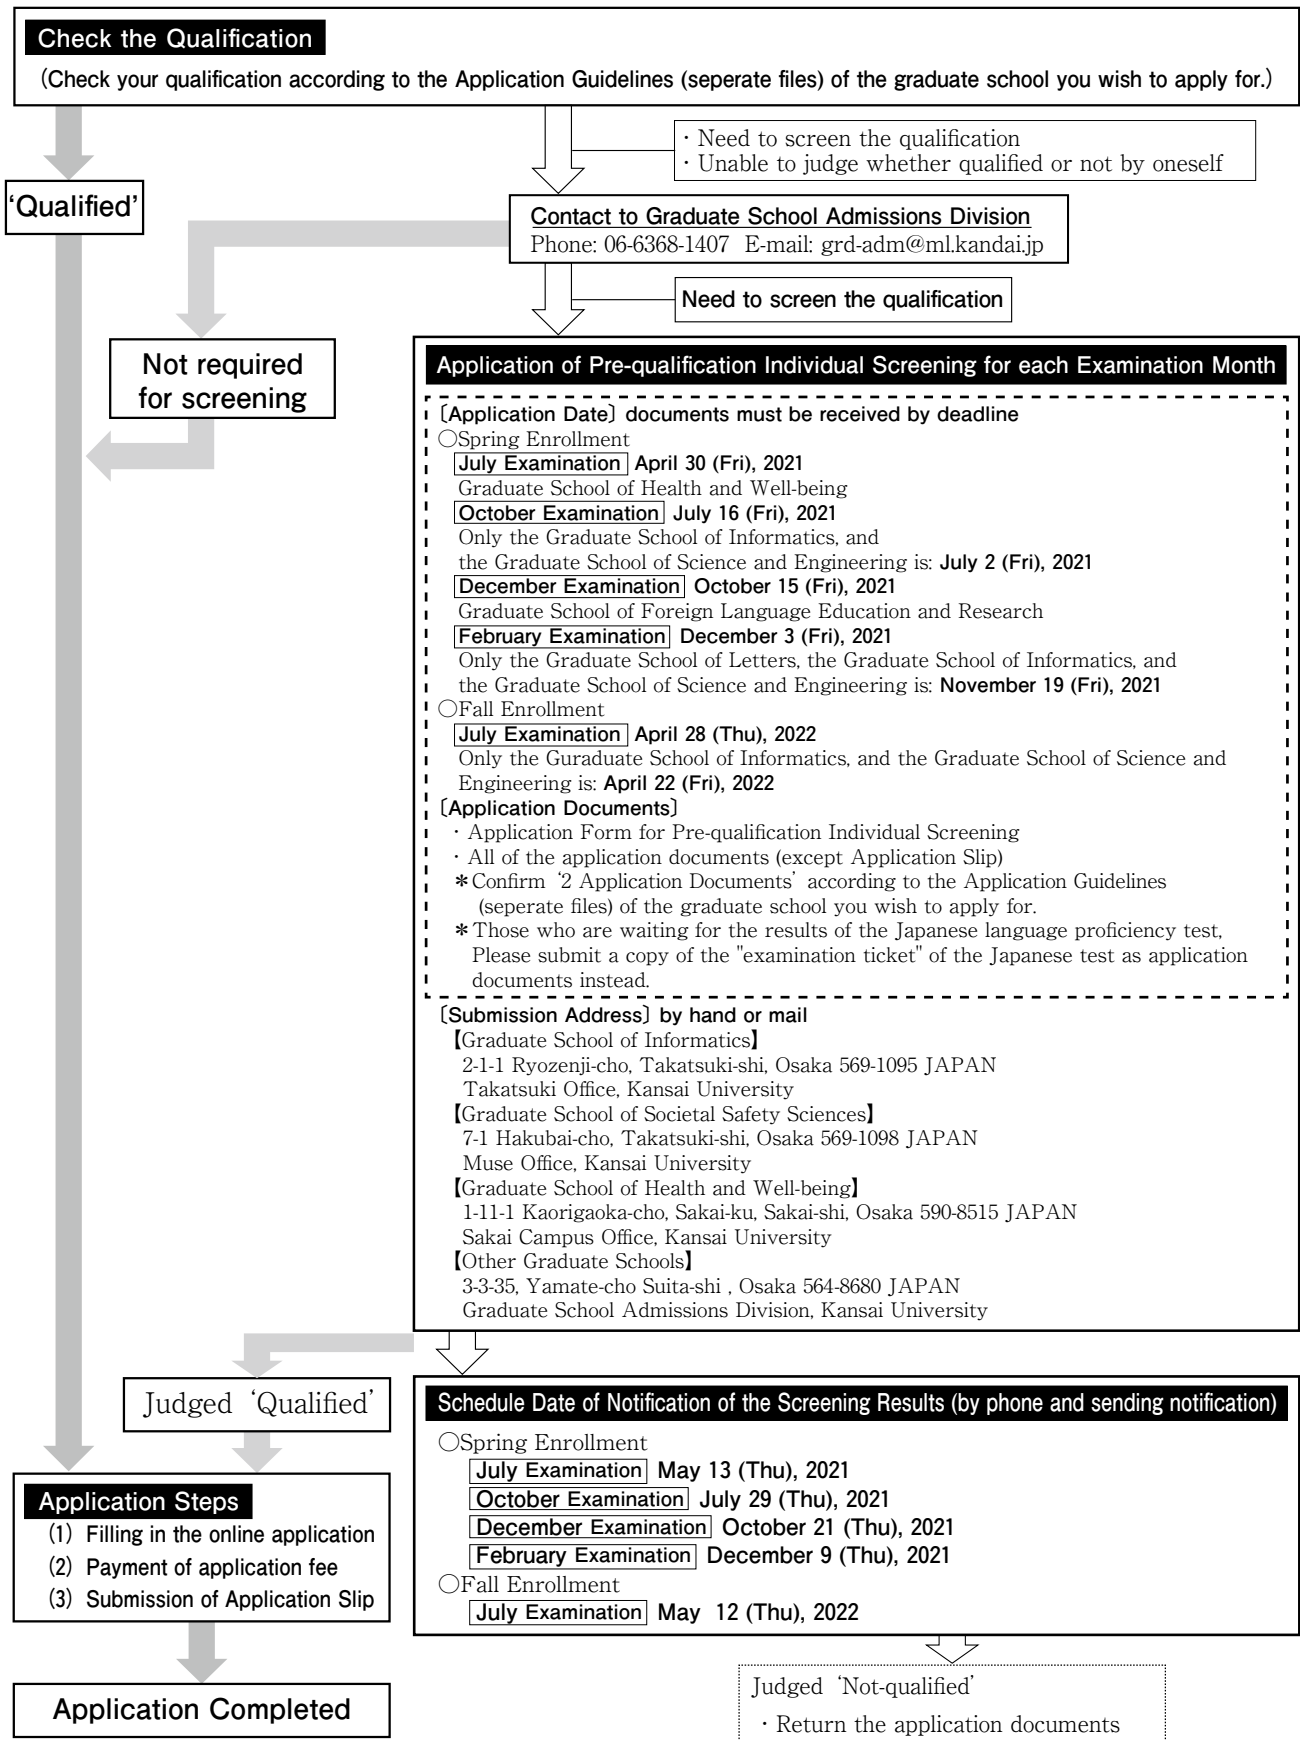 Check the Qualification
(Check your qualification according to the Application Guidelines (seperate files) of the graduate school you wish to apply for.)
・Need to screen the qualification
・Unable to judge whether qualified or not by oneself
‘Qualified’
Contact to Graduate School Admissions Division
Phone: 06-6368-1407 E-mail: grd-adm@ml.kandai.jp
Need to screen the qualification
Not required
for screening
Application of Pre-qualification Individual Screening for each Examination Month
〔Application Date〕 documents must be received by deadline
○Spring Enrollment
July Examination April 30 (Fri), 2021
Graduate School of Health and Well-being
October Examination July 16 (Fri), 2021
Only the Graduate School of Informatics, and
the Graduate School of Science and Engineering is: July 2 (Fri), 2021
December Examination October 15 (Fri), 2021
Graduate School of Foreign Language Education and Research
February Examination December 3 (Fri), 2021
Only the Graduate School of Letters, the Graduate School of Informatics, and
the Graduate School of Science and Engineering is: November 19 (Fri), 2021
○Fall Enrollment
July Examination April 28 (Thu), 2022
Only the Guraduate School of Informatics, and the Graduate School of Science and
Engineering is: April 22 (Fri), 2022
〔Application Documents〕
・Application Form for Pre-qualification Individual Screening
・All of the application documents (except Application Slip)
＊Confirm ‘2 Application Documents’ according to the Application Guidelines
(seperate files) of the graduate school you wish to apply for.
＊Those who are waiting for the results of the Japanese language proficiency test,
Please submit a copy of the "examination ticket" of the Japanese test as application
documents instead.
〔Submission Address〕 by hand or mail
【Graduate School of Informatics】
2-1-1 Ryozenji-cho, Takatsuki-shi, Osaka 569-1095 JAPAN
Takatsuki Office, Kansai University
【Graduate School of Societal Safety Sciences】
7-1 Hakubai-cho, Takatsuki-shi, Osaka 569-1098 JAPAN
Muse Office, Kansai University
【Graduate School of Health and Well-being】
1-11-1 Kaorigaoka-cho, Sakai-ku, Sakai-shi, Osaka 590-8515 JAPAN
Sakai Campus Office, Kansai University
【Other Graduate Schools】
3-3-35, Yamate-cho Suita-shi , Osaka 564-8680 JAPAN
Graduate School Admissions Division, Kansai University
Judged ‘Qualified’
Schedule Date of Notification of the Screening Results (by phone and sending notification)
○Spring Enrollment
July Examination May 13 (Thu), 2021
October Examination July 29 (Thu), 2021
December Examination October 21 (Thu), 2021
February Examination December 9 (Thu), 2021
○Fall Enrollment
July Examination May 12 (Thu), 2022
Application Steps
(1) Filling in the online application
(2) Payment of application fee
(3) Submission of Application Slip
Application Completed
Judged ‘Not-qualified’
・Return the application documents